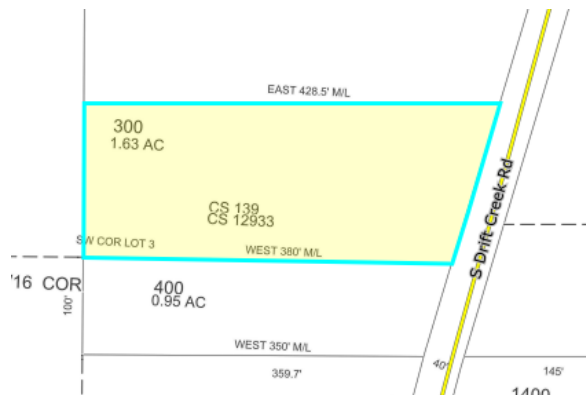 EAST 428.5' M/L
300
1.63 AC
S Drift Creek Rd
CS 139
CS 12933
SW COR LOT 3
WEST 380' M/L
'16 COR
400
0.95 AC
100'
WEST 350' M/L
359.7'
40'
145'
1400